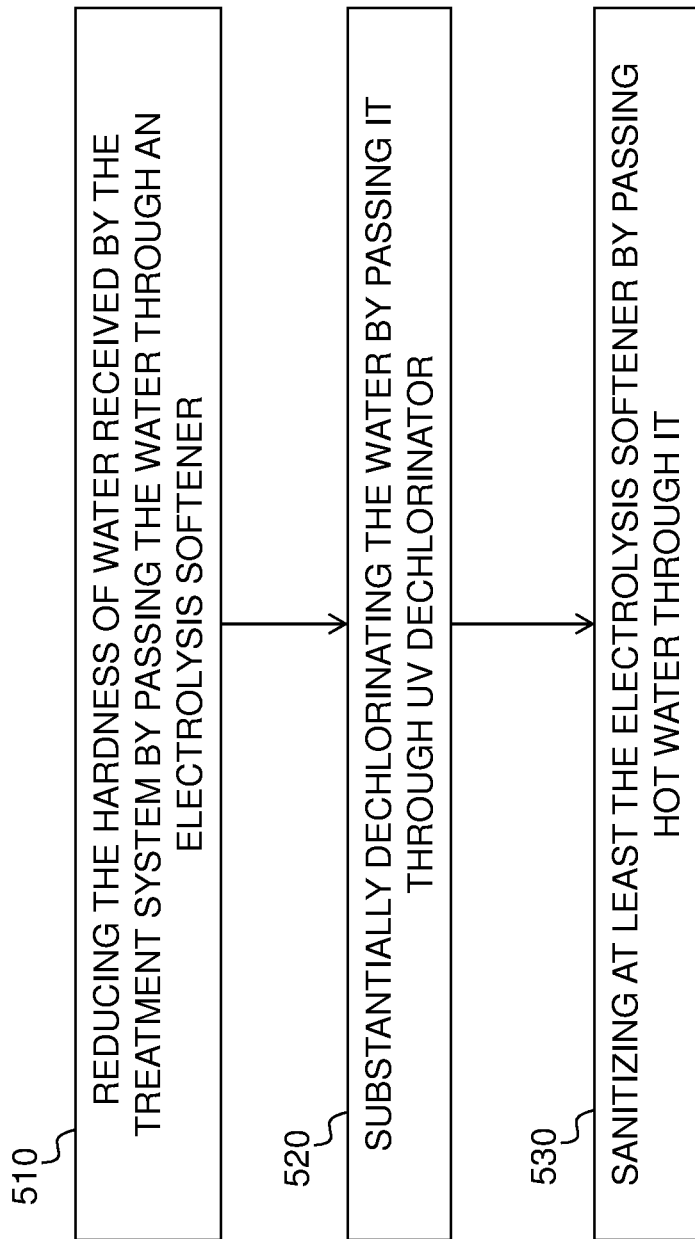 510
REDUCING THE HARDNESS OF WATER RECEIVED BY THE
TREATMENT SYSTEM BY PASSING THE WATER THROUGH AN
ELECTROLYSIS SOFTENER
520
SUBSTANTIALLY DECHLORINATING THE WATER BY PASSING IT
THROUGH UV DECHLORINATOR
530
SANITIZING AT LEAST THE ELECTROLYSIS SOFTENER BY PASSING
HOT WATER THROUGH IT